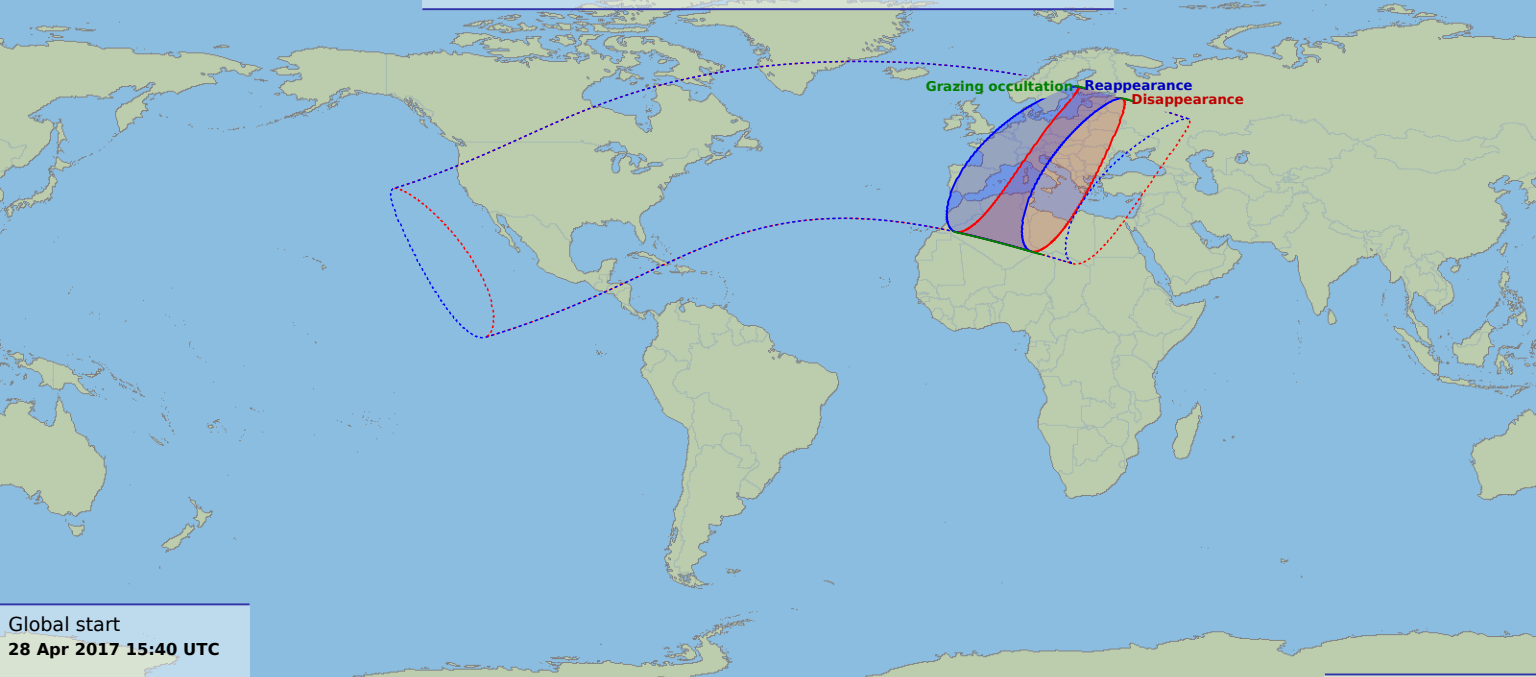 Grazing occultation
Reappearance
Disappearance
Global start
28 Apr 2017 15:40 UTC